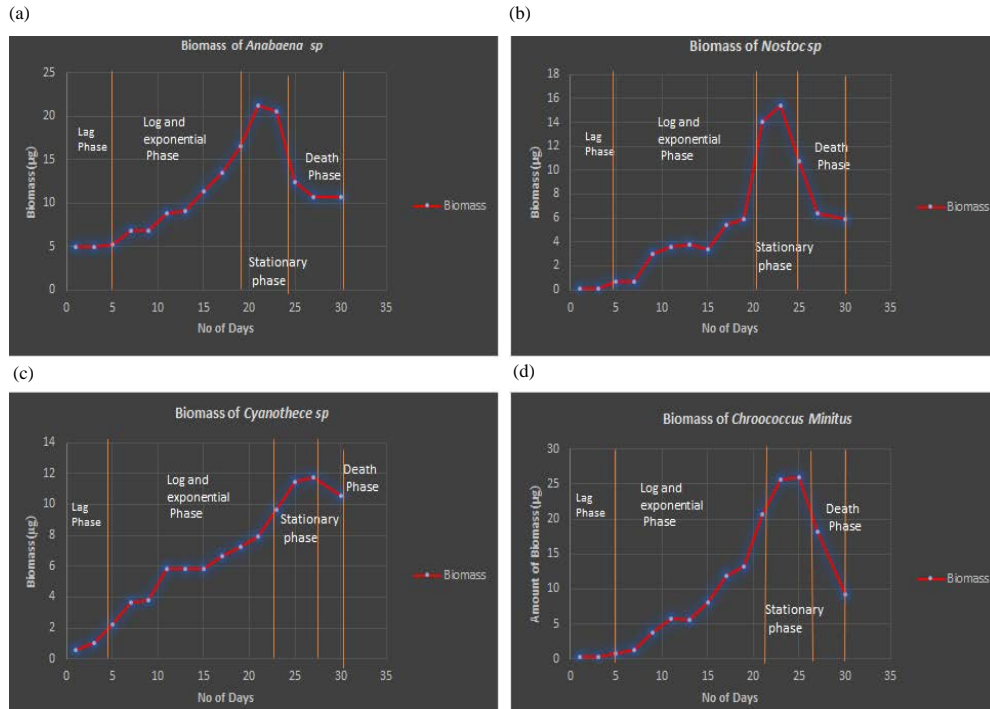 (a)
Biomass of Anabaena sp
25
20
15
10
5
0
Biomass (µg)
Lag
Phase
Log and
exponential
Phase
Stationary
phase
Death
Phase
Biomass
0 5 10 15 20 25 30 35
No of Days
(b)
Biomass of Nostoc sp
18
16
14
12
10
8
6
4
2
0
Biomass (µg)
Lag
Phase
Log and
exponential Phase
Stationary
phase
Death
Phase
Biomass
0 5 10 15 20 25 30 35
No of Days
(c)
Biomass of Cyanothece sp
14
12
10
8
6
4
2
0
Biomass (µg)
Lag
Phase
Log and
exponential
Phase
Stationary
phase
Death
Phase
Biomass
0 5 10 15 20 25 30 35
No of Days
(d)
Biomass of Chroococcus Minitus
30
25
20
15
10
5
0
Amount of Biomass (µg)
Lag
Phase
Log and
exponential
Phase
Stationary
phase
Death
Phase
Biomass
0 5 10 15 20 25 30 35
No of Days